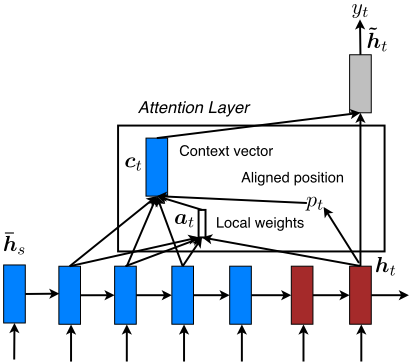 y_t
h̃_t
Attention Layer
c_t
Context vector
Aligned position
p_t
a_t
Local weights
h̄_s
h_t